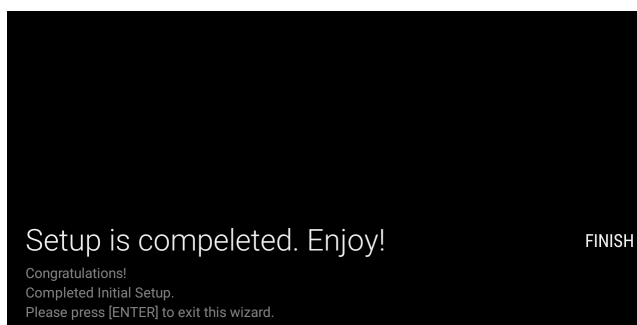 Setup is compeleted. Enjoy!
FINISH
Congratulations!
Completed Initial Setup.
Please press [ENTER] to exit this wizard.